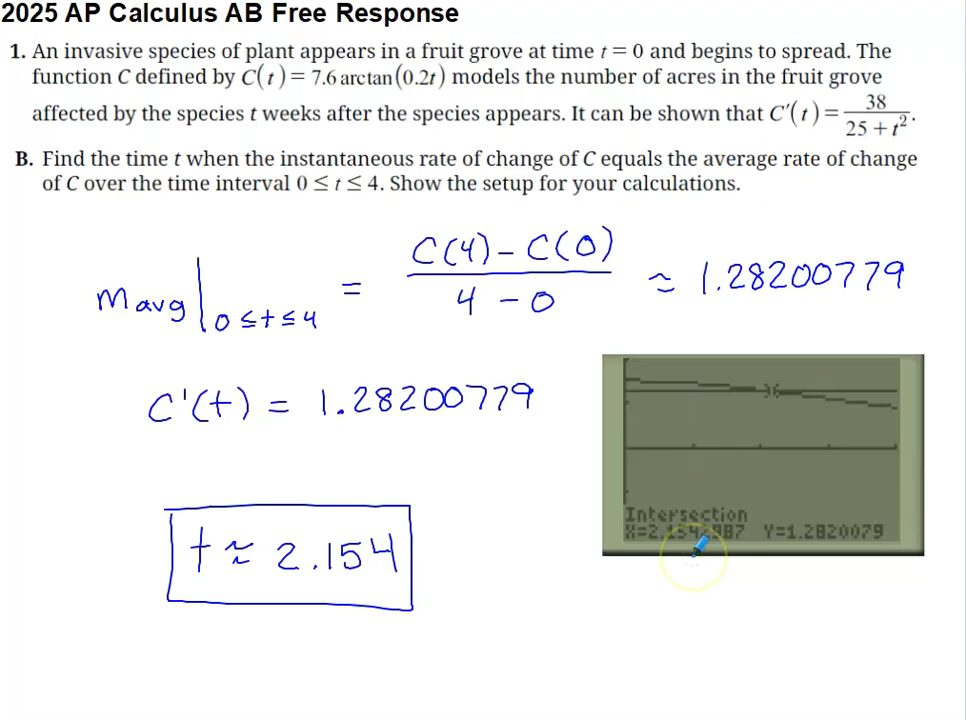 2025 AP Calculus AB Free Response
1. An invasive species of plant appears in a fruit grove at time t = 0 and begins to spread. The
function C defined by C(t) = 7.6 arctan(0.2t) models the number of acres in the fruit grove
affected by the species t weeks after the species appears. It can be shown that C'(t) = 38/(25 + t²).
B. Find the time t when the instantaneous rate of change of C equals the average rate of change
of C over the time interval 0 ≤ t ≤ 4. Show the setup for your calculations.
m avg | 0 ≤ t ≤ 4 = (C(4) - C(0))/(4 - 0) ≈ 1.28200779
C'(t) = 1.28200779
t ≈ 2.154
Intersection
Y=1.2820079